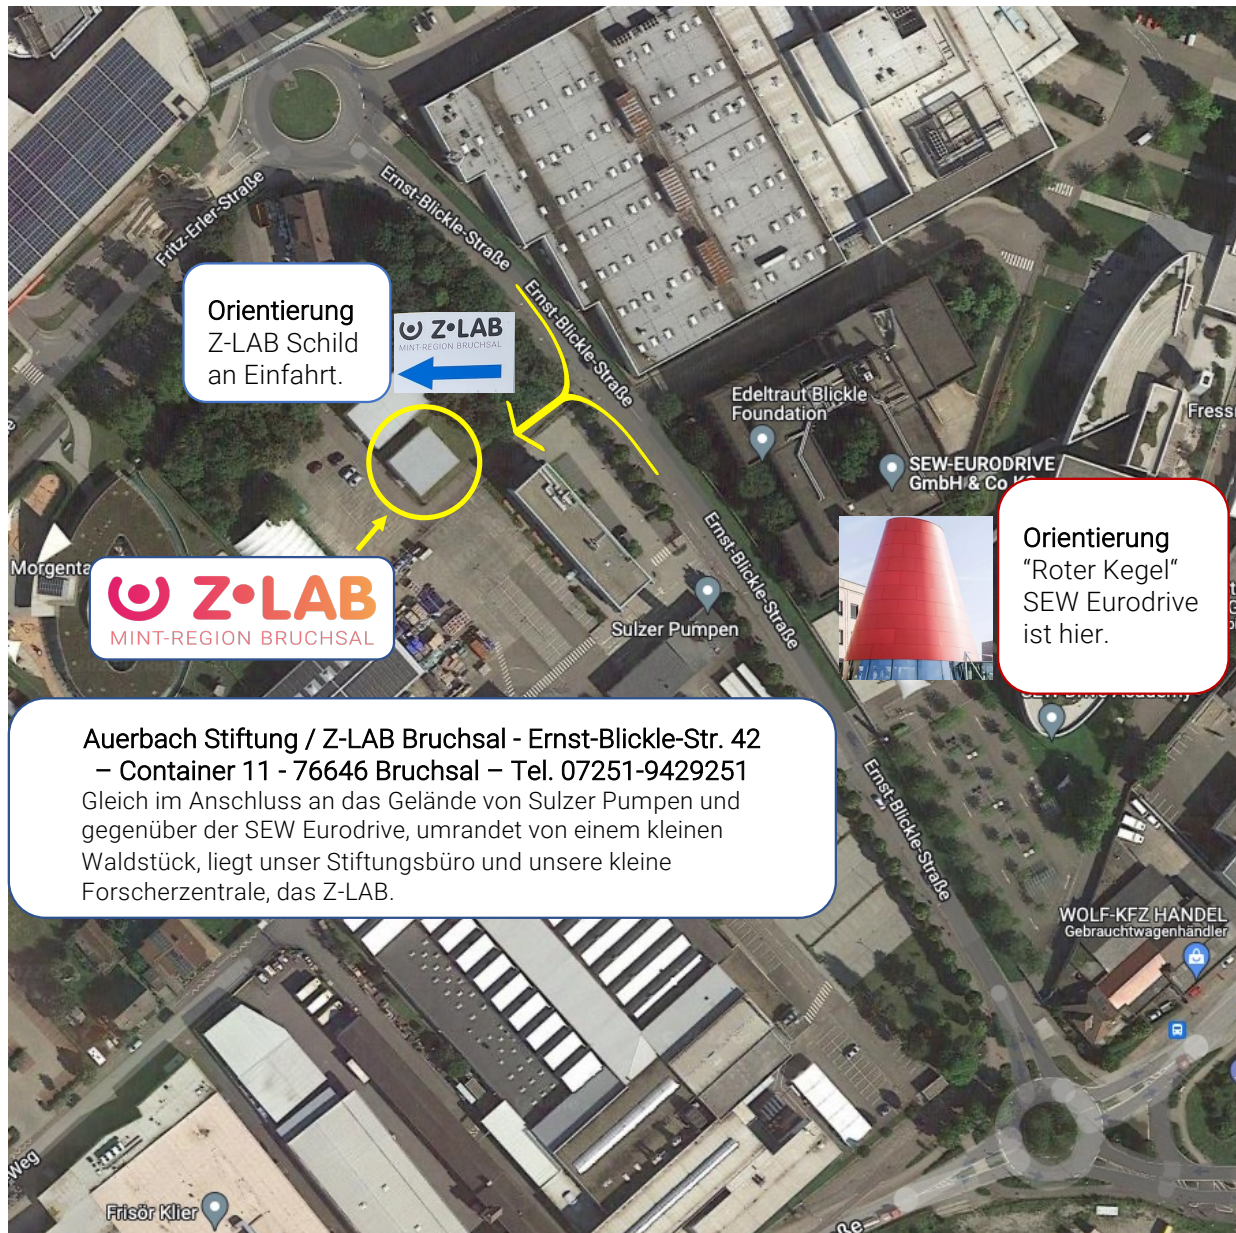 Fritz-Erler-Straße
Ernst-Blickle-Straße
Ernst-Blickle-Straße
Orientierung
Z-LAB Schild
an Einfahrt.
Z•LAB
MINT-REGION BRUCHSAL
Edeltraut Blickle
Foundation
SEW-EURODRIVE
GmbH & Co KG
Orientierung
“Roter Kegel“
SEW Eurodrive
ist hier.
Ernst-Blickle-Straße
Z•LAB
MINT-REGION BRUCHSAL
Sulzer Pumpen
Auerbach Stiftung / Z-LAB Bruchsal - Ernst-Blickle-Str. 42
– Container 11 - 76646 Bruchsal – Tel. 07251-9429251
Gleich im Anschluss an das Gelände von Sulzer Pumpen und
gegenüber der SEW Eurodrive, umrandet von einem kleinen
Waldstück, liegt unser Stiftungsbüro und unsere kleine
Forscherzentrale, das Z-LAB.
Ernst-Blickle-Straße
WOLF-KFZ HANDEL
Gebrauchtwagenhändler
Frisör Klier